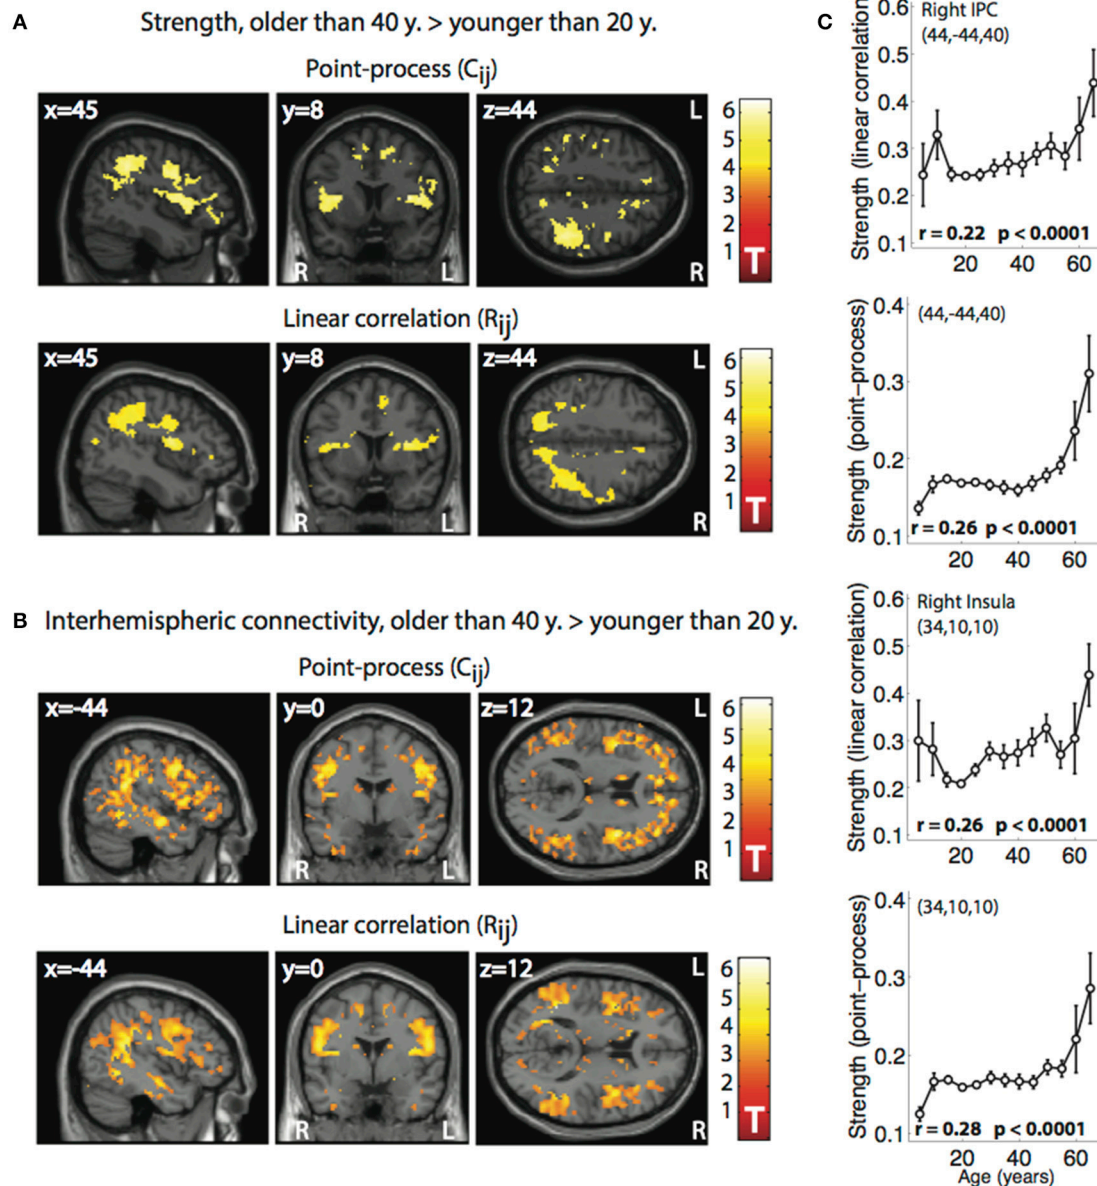 A
Strength, older than 40 y. > younger than 20 y.
Point-process (Cij)
x=45
y=8
z=44
L
R
L
R
6
5
4
3
2
1
T
Linear correlation (Rij)
x=45
y=8
z=44
L
R
L
R
6
5
4
3
2
1
T
B
Interhemispheric connectivity, older than 40 y. > younger than 20 y.
Point-process (Cij)
x=-44
y=0
z=12
L
R
L
R
6
5
4
3
2
1
T
Linear correlation (Rij)
x=-44
y=0
z=12
L
R
L
R
6
5
4
3
2
1
T
C
Right IPC
(44,-44,40)
Strength (linear correlation)
0.6
0.5
0.4
0.3
0.2
0.1
r = 0.22 p < 0.0001
20
40
60
(44,-44,40)
Strength (point-process)
0.4
0.3
0.2
0.1
r = 0.26 p < 0.0001
20
40
60
Right Insula
(34,10,10)
Strength (linear correlation)
0.6
0.5
0.4
0.3
0.2
0.1
r = 0.26 p < 0.0001
20
40
60
(34,10,10)
Strength (point-process)
0.4
0.3
0.2
0.1
r = 0.28 p < 0.0001
20
40
60
Age (years)